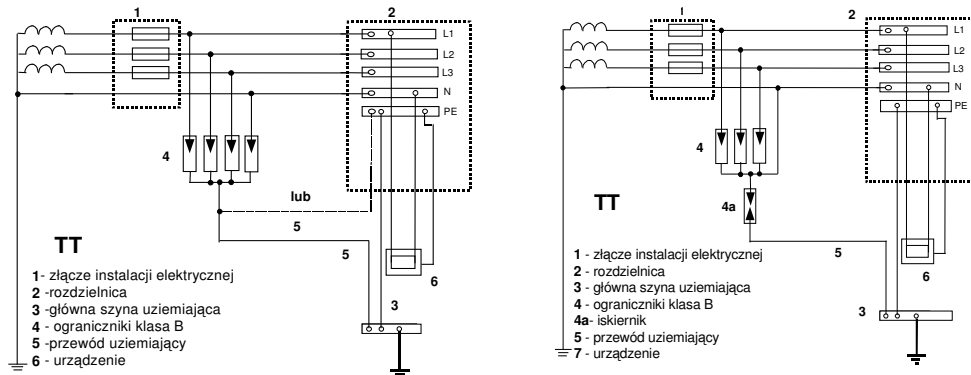 1
2
L1
L2
L3
N
PE
4
lub
5
TT
5
6
3
1- złącze instalacji elektrycznej
2 -rozdzielnica
3 -główna szyna uziemiająca
4 - ograniczniki klasa B
5 -przewód uziemiający
6 - urządzenie
1
2
L1
L2
L3
N
PE
4
4a
TT
5
6
3
1 - złącze instalacji elektrycznej
2 - rozdzielnica
3 - główna szyna uziemiająca
4 - ograniczniki klasa B
4a- iskiernik
5 - przewód uziemiający
7 - urządzenie